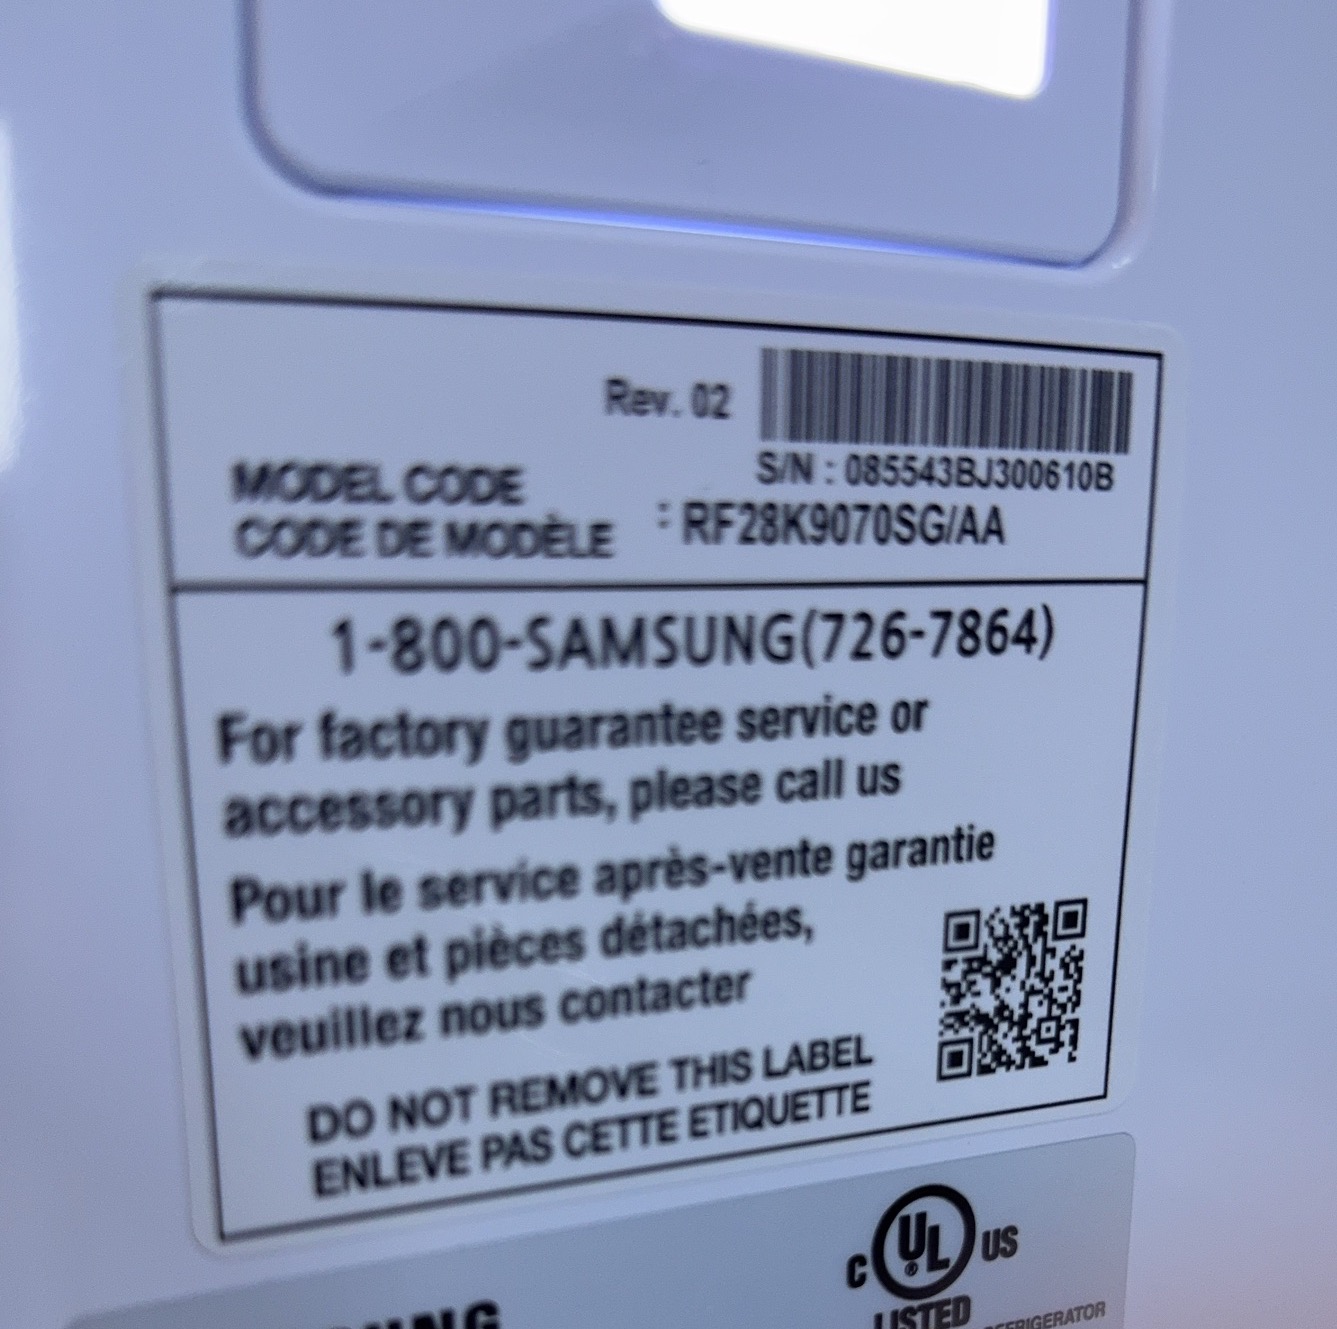 Rev. 02
S/N : 085543BJ300610B
MODEL CODE
CODE DE MODÈLE : RF28K9070SG/AA
1-800-SAMSUNG(726-7864)
For factory guarantee service or
accessory parts, please call us
Pour le service après-vente garantie
usine et pièces détachées,
veuillez nous contacter
DO NOT REMOVE THIS LABEL
ENLEVE PAS CETTE ETIQUETTE
C UL US
®
LISTED